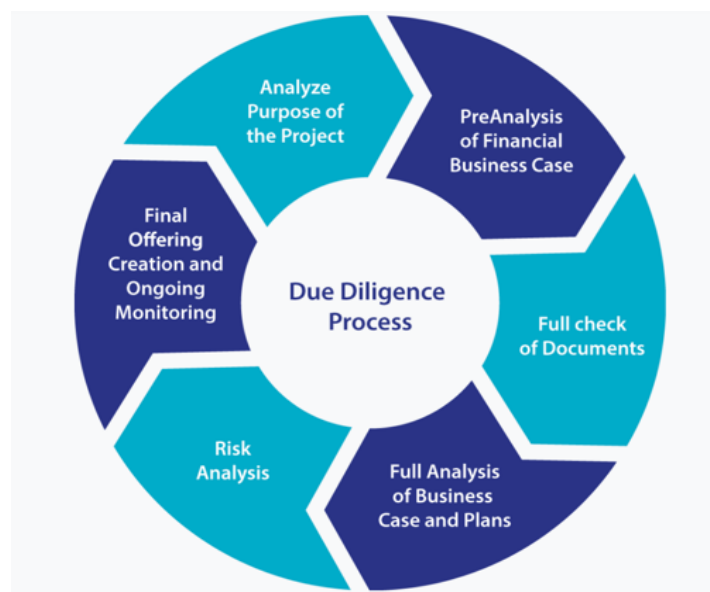 Analyze
Purpose of
the Project
PreAnalysis
of Financial
Business Case
Full check
of Documents
Full Analysis
of Business
Case and Plans
Risk
Analysis
Final
Offering
Creation and
Ongoing
Monitoring
Due Diligence
Process